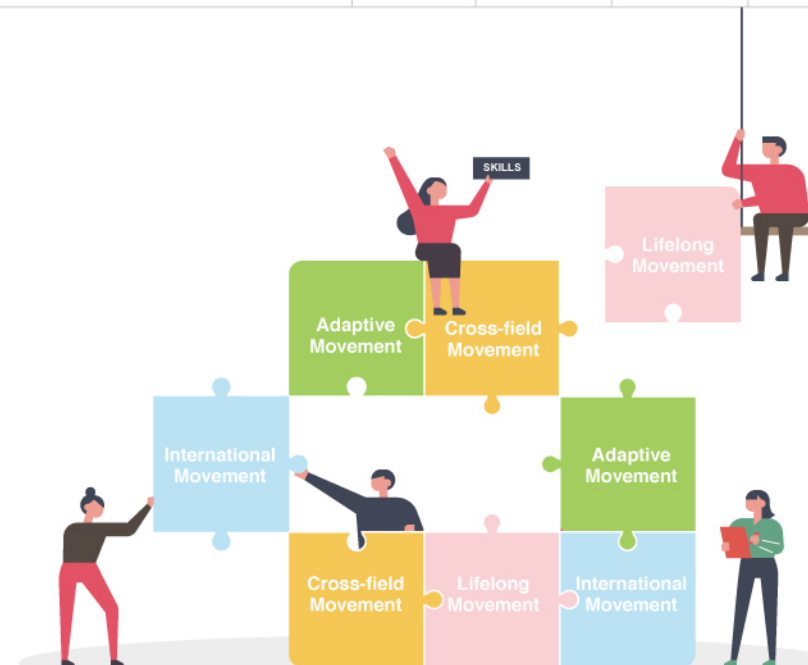 SKILLS
Lifelong
Movement
Adaptive
Movement
Cross-field
Movement
International
Movement
Adaptive
Movement
Cross-field
Movement
Lifelong
Movement
International
Movement